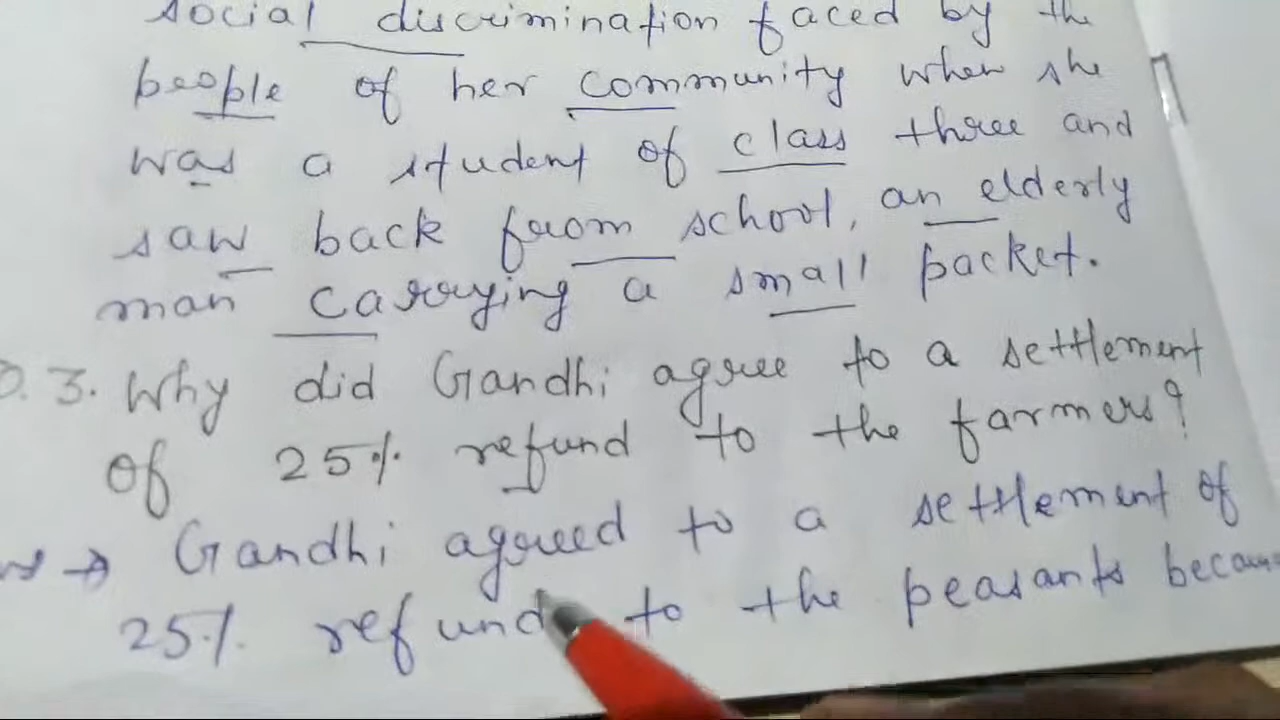 social discrimination faced by the
people of her community when she
was a student of class three and
saw back from school, an elderly
man carrying a small packet.
3. Why did Gandhi agree to a settlement
of 25% refund to the farmers?
→ Gandhi agreed to a settlement of
25% refund to the peasants